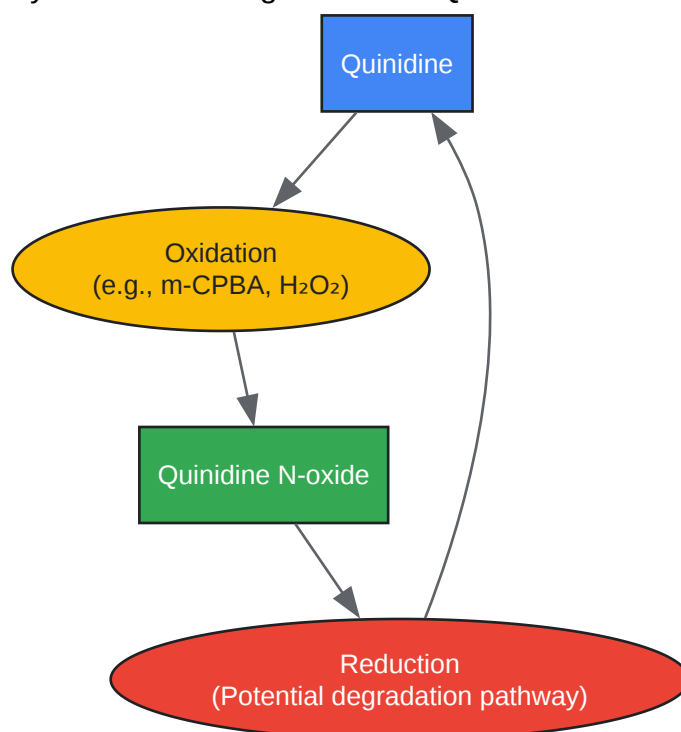 Quinidine
Oxidation
(e.g., m-CPBA, H₂O₂)
Quinidine N-oxide
Reduction
(Potential degradation pathway)